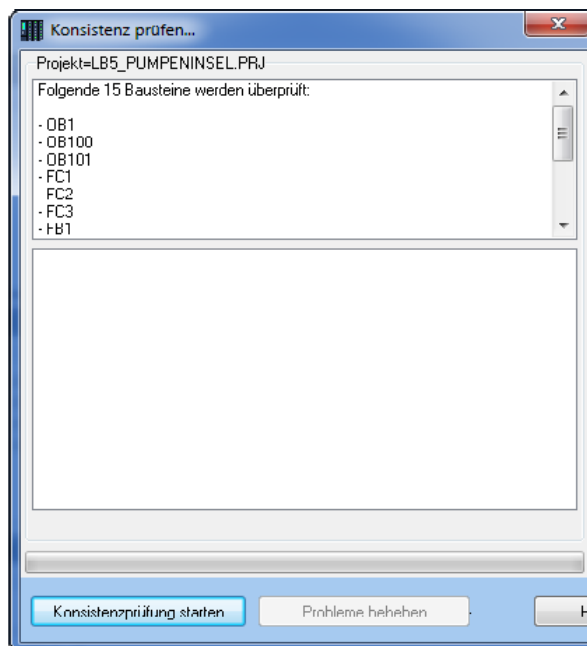 Konsistenz prüfen...
Projekt=LB5_PUMPENINSEL.PRJ
Folgende 15 Bausteine werden überprüft:
- OB1
- OB100
- OB101
- FC1
FC2
- FC3
- FB1
Konsistenzprüfung starten
Probleme beheben
H